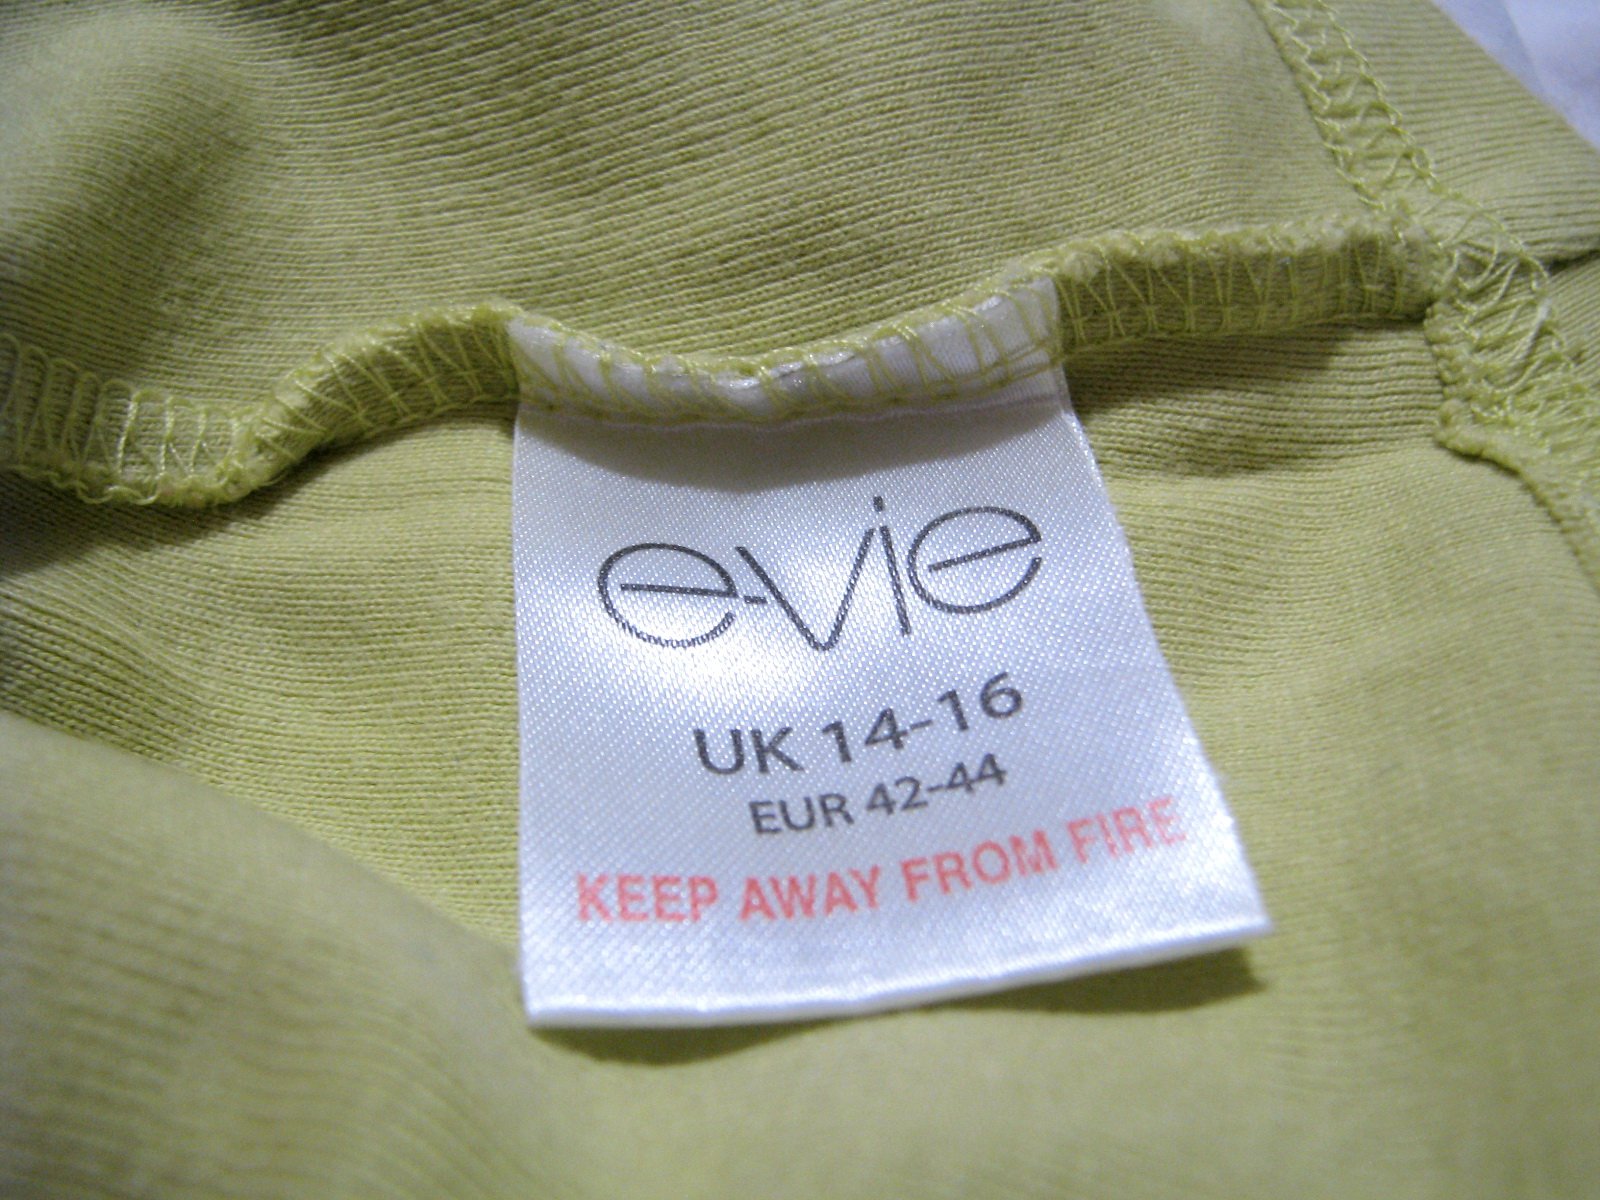 e-vie
UK 14-16
EUR 42-44
KEEP AWAY FROM FIRE